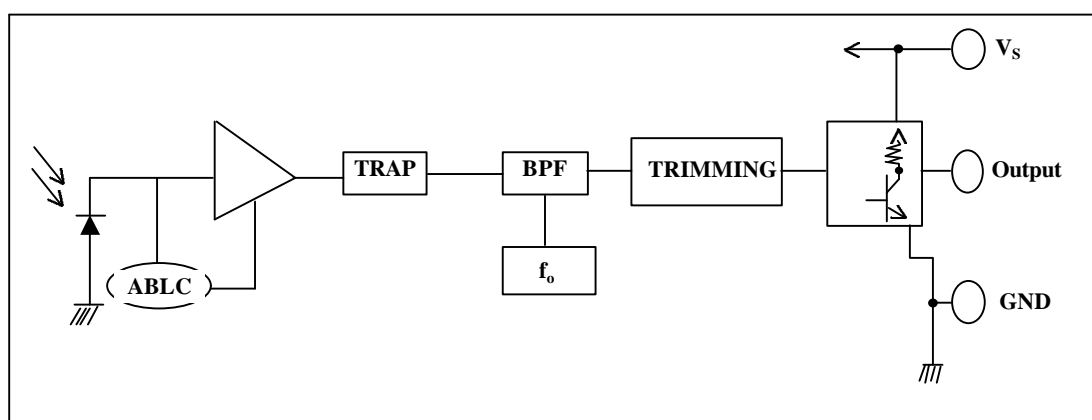 V_S
TRAP
BPF
TRIMMING
Output
ABLC
f_o
GND